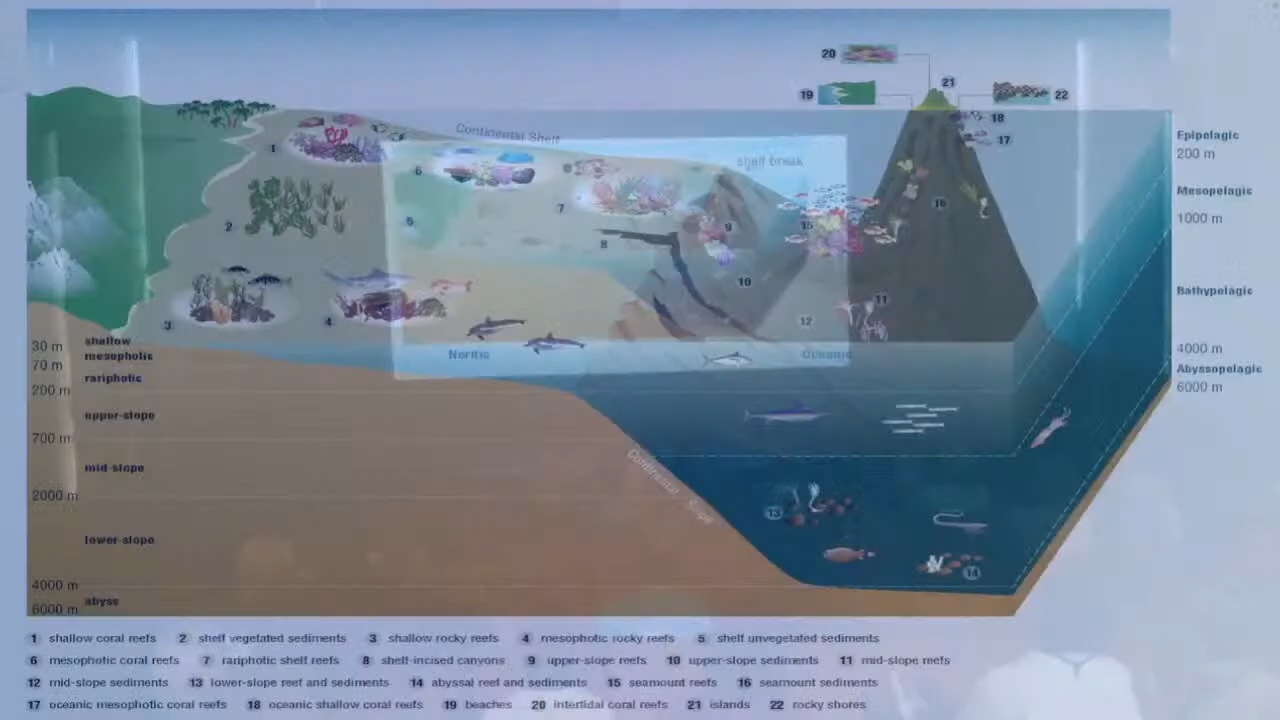 20
21
19
22
Continental Shelf
18
1
17
Epipelagic
200 m
shelf break
6
Mesopelagic
7
16
1000 m
5
2
15
9
8
10
Bathypelagic
11
3
4
12
shallow
30 m
mesophotic
4000 m
Neritic
Oceanic
70 m
Abyssopelagic
rariphotic
6000 m
200 m
upper-slope
700 m
Continental Slope
mid-slope
2000 m
13
lower-slope
14
4000 m
abyss
6000 m
1 shallow coral reefs 2 shelf vegetated sediments 3 shallow rocky reefs 4 mesophotic rocky reefs 5 shelf unvegetated sediments
6 mesophotic coral reefs 7 rariphotic shelf reefs 8 shelf-incised canyons 9 upper-slope reefs 10 upper-slope sediments 11 mid-slope reefs
12 mid-slope sediments 13 lower-slope reef and sediments 14 abyssal reef and sediments 15 seamount reefs 16 seamount sediments
17 oceanic mesophotic coral reefs 18 oceanic shallow coral reefs 19 beaches 20 intertidal coral reefs 21 islands 22 rocky shores